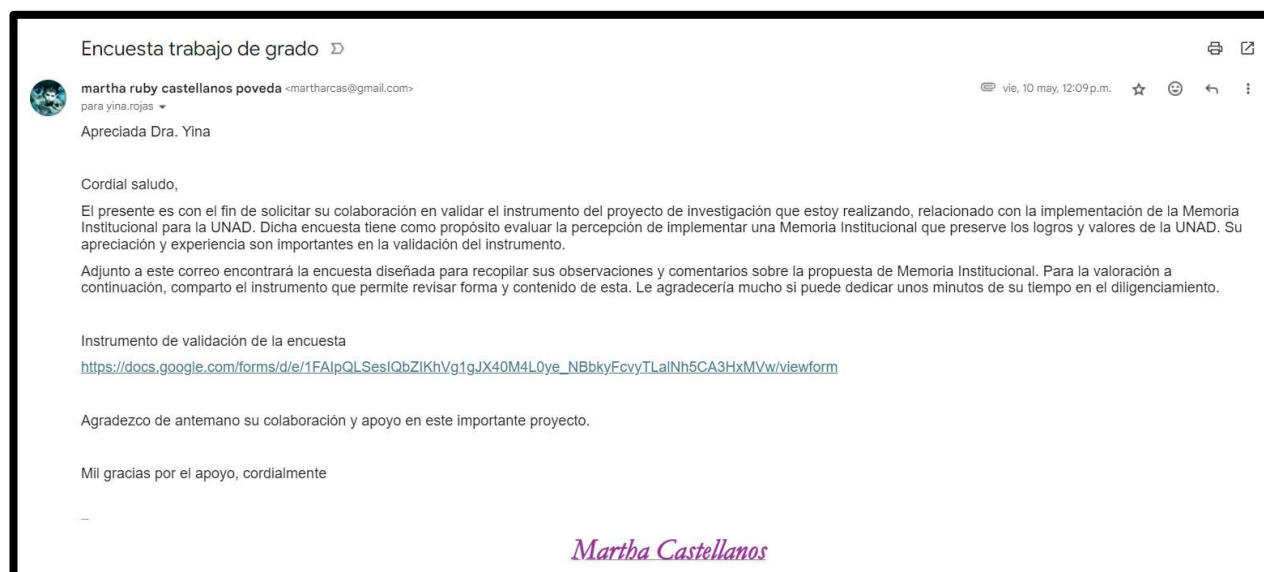 Encuesta trabajo de grado
martha ruby castellanos poveda <martharcas@gmail.com>
vie, 10 may, 12:09 p.m.
para yina.rojas
Apreciada Dra. Yina
Cordial saludo,
El presente es con el fin de solicitar su colaboración en validar el instrumento del proyecto de investigación que estoy realizando, relacionado con la implementación de la Memoria
Institucional para la UNAD. Dicha encuesta tiene como propósito evaluar la percepción de implementar una Memoria Institucional que preserve los logros y valores de la UNAD. Su
apreciación y experiencia son importantes en la validación del instrumento.
Adjunto a este correo encontrará la encuesta diseñada para recopilar sus observaciones y comentarios sobre la propuesta de Memoria Institucional. Para la valoración a
continuación, comparto el instrumento que permite revisar forma y contenido de esta. Le agradecería mucho si puede dedicar unos minutos de su tiempo en el diligenciamiento.
Instrumento de validación de la encuesta
https://docs.google.com/forms/d/e/1FAIpQLSesIQbZIKhVg1gJX40M4L0ye_NBbkyFcvyTLalNh5CA3HxMVw/viewform
Agradezco de antemano su colaboración y apoyo en este importante proyecto.
Mil gracias por el apoyo, cordialmente
--
Martha Castellanos